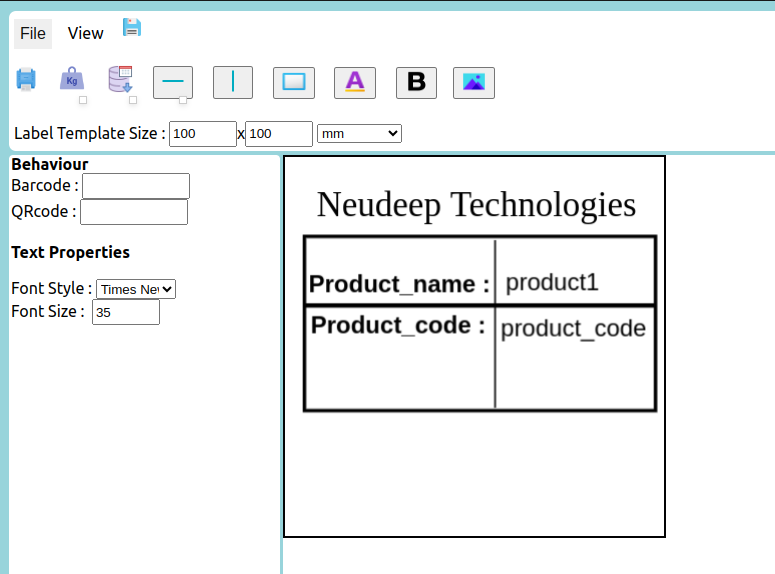 File View
Kg
A B
Label Template Size : 100 x 100 mm
Behaviour
Barcode :
QRcode :
Text Properties
Font Style : Times Nev
Font Size : 35
Neudeep Technologies
Product_name : product1
Product_code : product_code